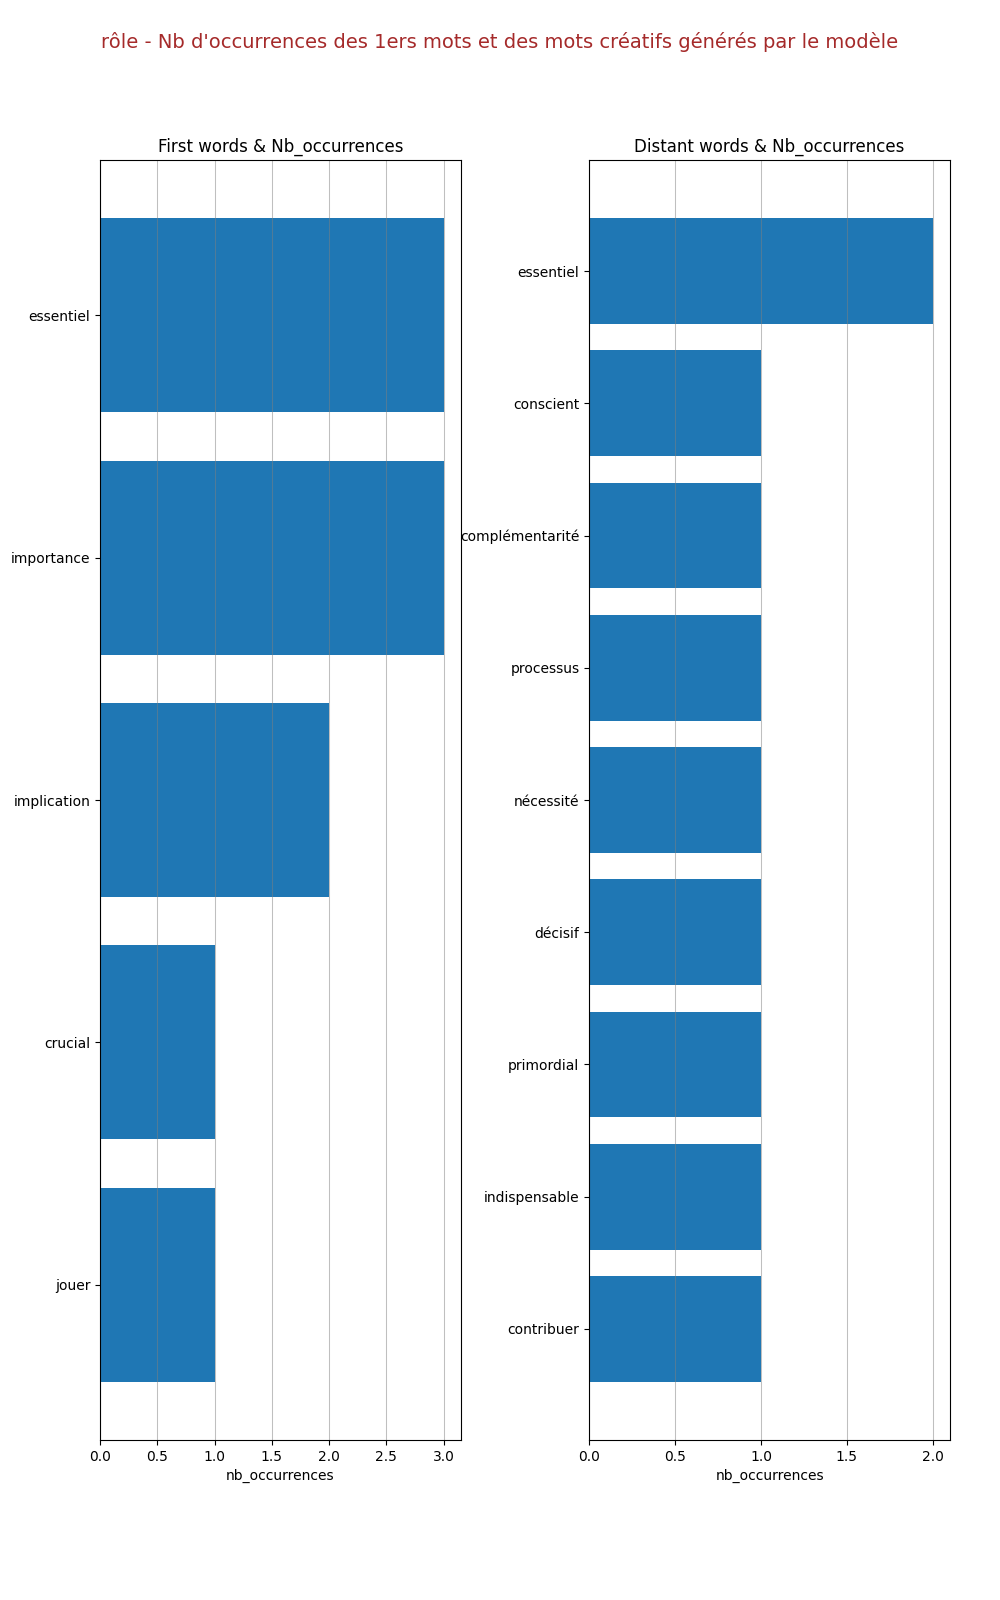 rôle - Nb d'occurrences des 1ers mots et des mots créatifs générés par le modèle
First words & Nb_occurrences
essentiel
importance
implication
crucial
jouer
0.0 0.5 1.0 1.5 2.0 2.5 3.0
nb_occurrences
Distant words & Nb_occurrences
essentiel
conscient
complémentarité
processus
nécessité
décisif
primordial
indispensable
contribuer
0.0 0.5 1.0 1.5 2.0
nb_occurrences